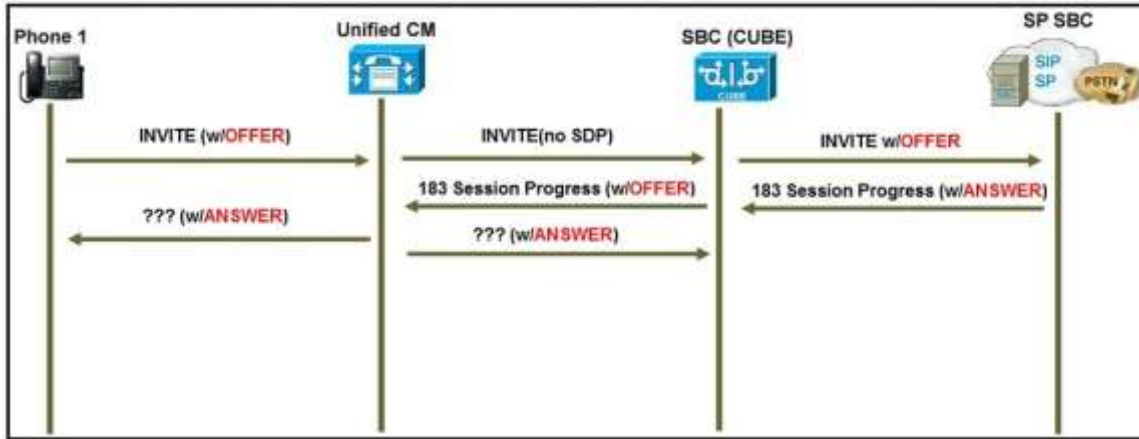 Phone 1
Unified CM
SBC (CUBE)
SP SBC
CUBE
SIP
SP
PSTN
INVITE (w/OFFER)
INVITE(no SDP)
INVITE w/OFFER
183 Session Progress (w/OFFER)
183 Session Progress (w/ANSWER)
??? (w/ANSWER)
??? (w/ANSWER)